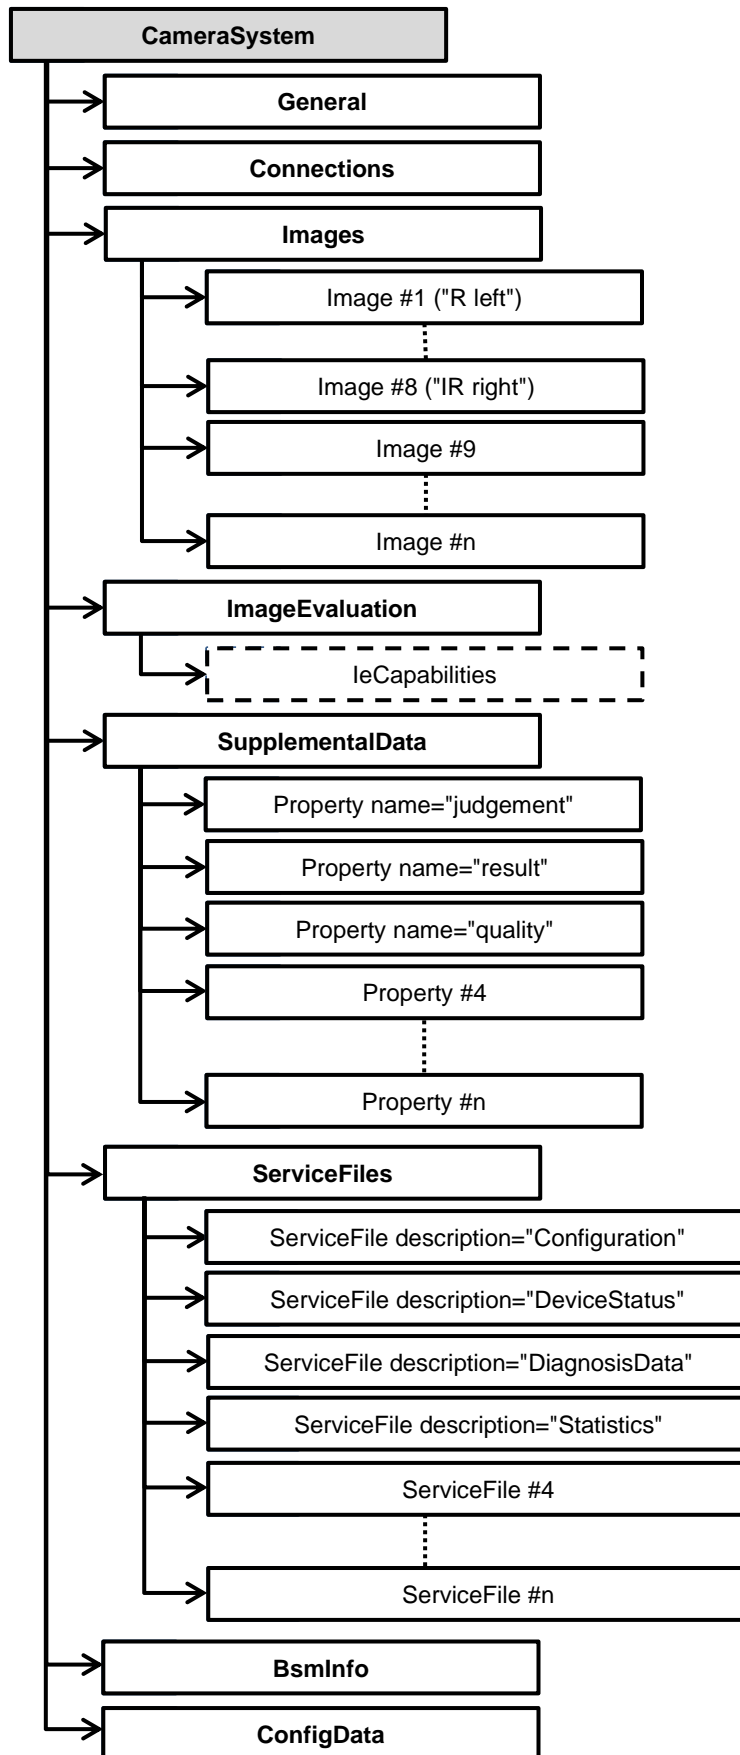 CameraSystem
General
Connections
Images
Image #1 ("R left")
Image #8 ("IR right")
Image #9
Image #n
ImageEvaluation
IeCapabilities
SupplementalData
Property name="judgement"
Property name="result"
Property name="quality"
Property #4
Property #n
ServiceFiles
ServiceFile description="Configuration"
ServiceFile description="DeviceStatus"
ServiceFile description="DiagnosisData"
ServiceFile description="Statistics"
ServiceFile #4
ServiceFile #n
BsmInfo
ConfigData